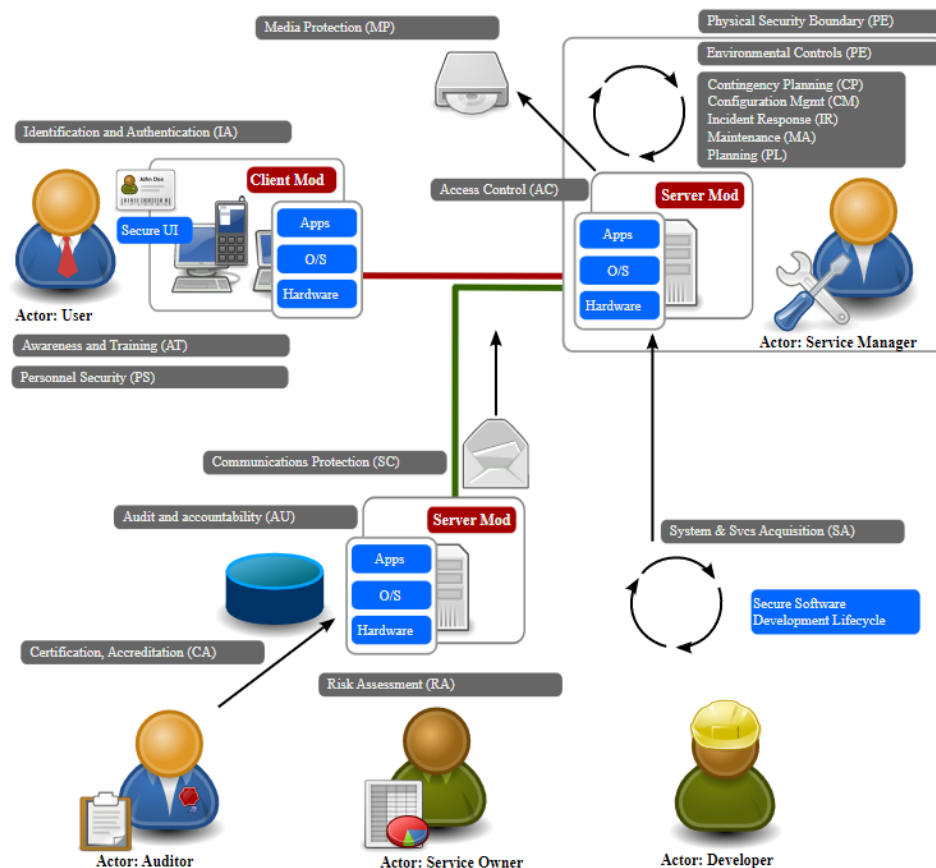 Physical Security Boundary (PE)
Media Protection (MP)
Environmental Controls (PE)
Contingency Planning (CP)
Configuration Mgmt (CM)
Incident Response (IR)
Maintenance (MA)
Planning (PL)
Identification and Authentication (IA)
John Doe
Client Mod
Access Control (AC)
Server Mod
Secure UI
Apps
O/S
Hardware
Apps
O/S
Hardware
Actor: User
Actor: Service Manager
Awareness and Training (AT)
Personnel Security (PS)
Communications Protection (SC)
Audit and accountability (AU)
Server Mod
System & Svcs Acquisition (SA)
Apps
O/S
Hardware
Secure Software
Development Lifecycle
Certification, Accreditation (CA)
Risk Assessment (RA)
Actor: Auditor
Actor: Service Owner
Actor: Developer